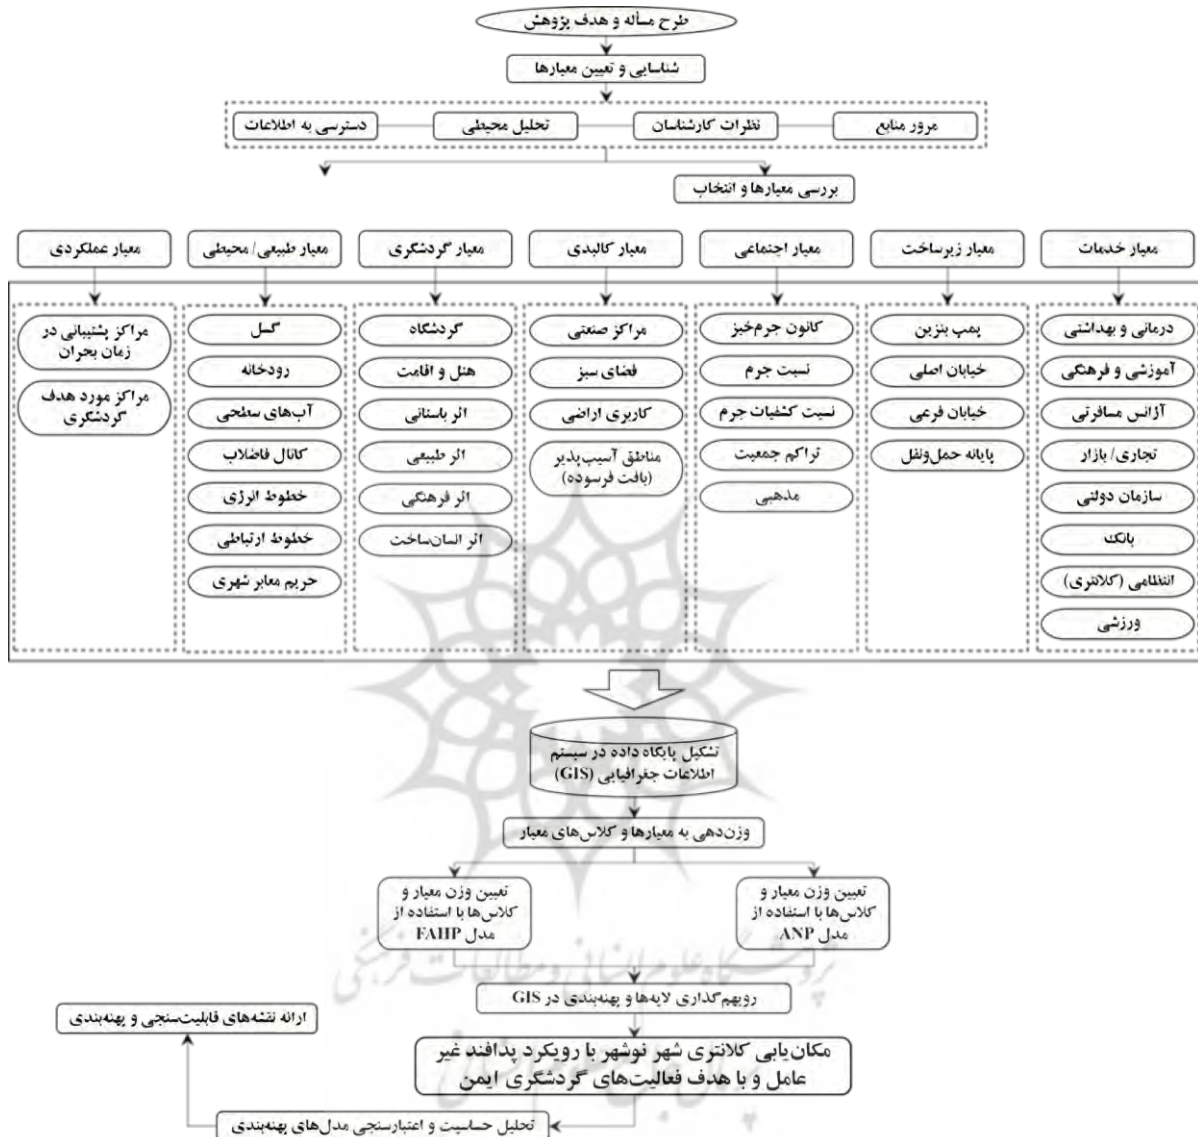 طرح مسأله و هدف پژوهش
شناسایی و تعیین معیارها
مرور منابع
نظرات کارشناسان
تحلیل محیطی
دسترسی به اطلاعات
بررسی معیارها و انتخاب
معیار خدمات
معیار زیرساخت
معیار اجتماعی
معیار کالبدی
معیار گردشگری
معیار طبیعی/ محیطی
معیار عملکردی
درمانی و بهداشتی
آموزشی و فرهنگی
آژانس مسافرتی
تجاری/ بازار
سازمان دولتی
بانک
انتظامی (کلانتری)
ورزشی
پمپ بنزین
خیابان اصلی
خیابان فرعی
پایانه حمل‌ونقل
کانون جرم‌خیز
نسبت جرم
نسبت کشفیات جرم
تراکم جمعیت
مذهبی
مراکز صنعتی
فضای سبز
کاربری اراضی
مناطق آسیب‌پذیر
(بافت فرسوده)
گردشگاه
هتل و اقامت
اثر باستانی
اثر طبیعی
اثر فرهنگی
اثر انسان‌ساخت
گسل
رودخانه
آب‌های سطحی
کانال فاضلاب
خطوط انرژی
خطوط ارتباطی
حریم معابر شهری
مراکز پشتیبانی در
زمان بحران
مراکز مورد هدف
گردشگری
تشکیل پایگاه داده در سیستم
اطلاعات جغرافیایی (GIS)
وزن‌دهی به معیارها و کلاس‌های معیار
تعیین وزن معیار و
کلاس‌ها با استفاده از
مدل ANP
تعیین وزن معیار و
کلاس‌ها با استفاده از
مدل FAHP
پژوهشگاه علوم انسانی و مطالعات فرهنگی
رویهم‌گذاری لایه‌ها و پهنه‌بندی در GIS
مکان‌یابی کلانتری شهر نوشهر با رویکرد پدافند غیر
عامل و با هدف فعالیت‌های گردشگری ایمن
تحلیل حساسیت و اعتبارسنجی مدل‌های پهنه‌بندی
ارائه نقشه‌های قابلیت‌سنجی و پهنه‌بندی